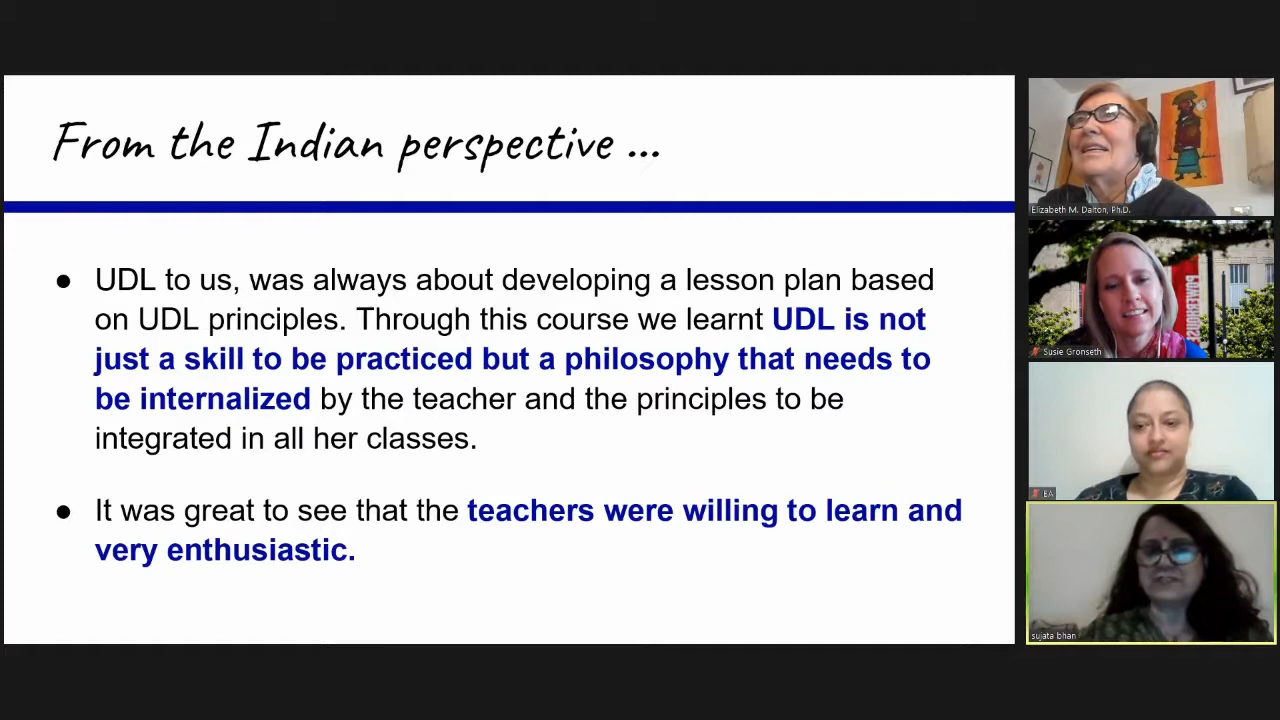 From the Indian perspective ...
● UDL to us, was always about developing a lesson plan based
on UDL principles. Through this course we learnt UDL is not
just a skill to be practiced but a philosophy that needs to
be internalized by the teacher and the principles to be
integrated in all her classes.
● It was great to see that the teachers were willing to learn and
very enthusiastic.
Elizabeth M. Dalton, Ph.D.
POWERHOUSE
Susie Gronseth
EA
sujata bhan